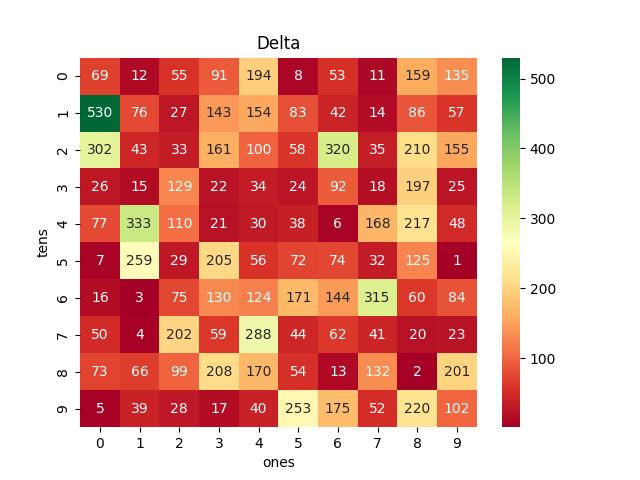 Delta
0 69 12 55 91 194 8 53 11 159 135
1 530 76 27 143 154 83 42 14 86 57
2 302 43 33 161 100 58 320 35 210 155
3 26 15 129 22 34 24 92 18 197 25
4 77 333 110 21 30 38 6 168 217 48
5 7 259 29 205 56 72 74 32 125 1
6 16 3 75 130 124 171 144 315 60 84
7 50 4 202 59 288 44 62 41 20 23
8 73 66 99 208 170 54 13 132 2 201
9 5 39 28 17 40 253 175 52 220 102
0 1 2 3 4 5 6 7 8 9
ones
tens
500
400
300
200
100